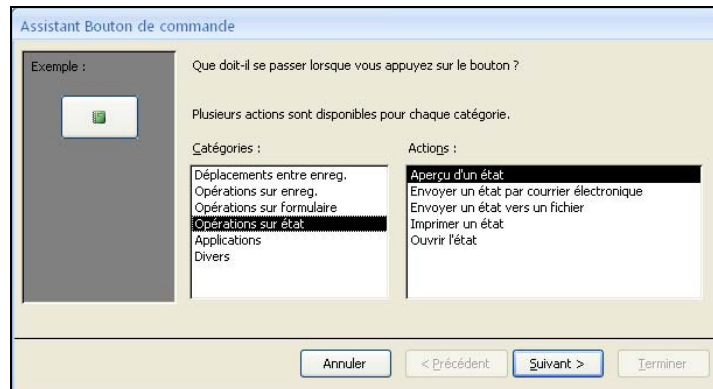 Assistant Bouton de commande
Exemple :
Que doit-il se passer lorsque vous appuyez sur le bouton ?
Plusieurs actions sont disponibles pour chaque catégorie.
Catégories :
Déplacements entre enreg.
Opérations sur enreg.
Opérations sur formulaire
Opérations sur état
Applications
Divers
Actions :
Aperçu d'un état
Envoyer un état par courrier électronique
Envoyer un état vers un fichier
Imprimer un état
Ouvrir l'état
Annuler
< Précédent
Suivant >
Terminer